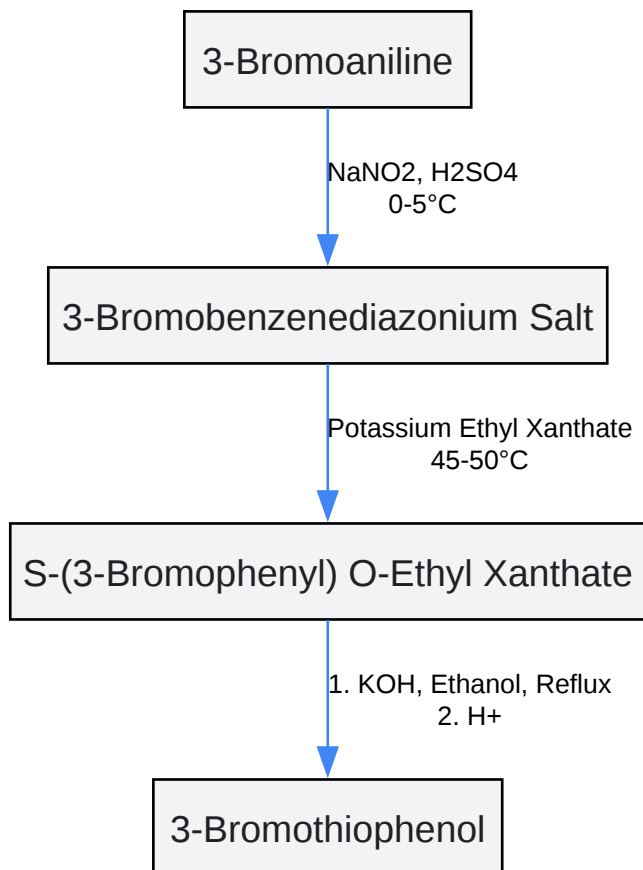 3-Bromoaniline
NaNO2, H2SO4
0-5°C
3-Bromobenzenediazonium Salt
Potassium Ethyl Xanthate
45-50°C
S-(3-Bromophenyl) O-Ethyl Xanthate
1. KOH, Ethanol, Reflux
2. H+
3-Bromothiophenol